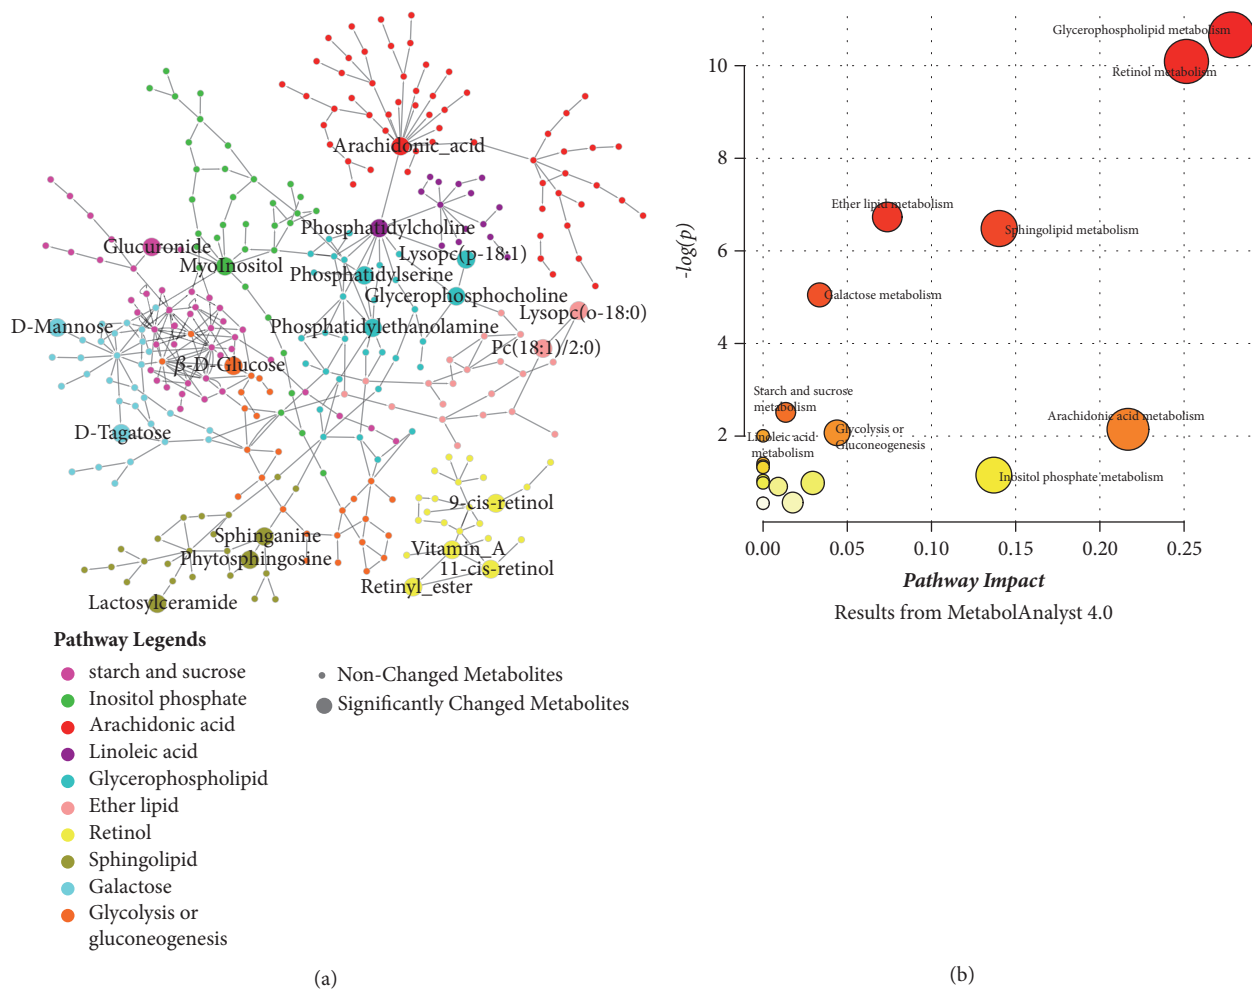 Arachidonic_acid
Phosphatidylcholine
Glucuronide
MyoInositol
Lysopc(p-18:1)
Phosphatidylserine
Glycerophosphocholine
Lysopc(o-18:0)
D-Mannose
Phosphatidylethanolamine
Pc(18:1)/2:0)
β-D-Glucose
D-Tagatose
9-cis-retinol
Sphinganine
Vitamin_A
Phytosphingosine
11-cis-retinol
Retinyl_ester
Lactosylceramide
Pathway Legends
starch and sucrose
Inositol phosphate
Arachidonic acid
Linoleic acid
Glycerophospholipid
Ether lipid
Retinol
Sphingolipid
Galactose
Glycolysis or
gluconeogenesis
Non-Changed Metabolites
Significantly Changed Metabolites
(a)
-log(p)
10
8
6
4
2
Glycerophospholipid metabolism
Retinol metabolism
Ether lipid metabolism
Sphingolipid metabolism
Galactose metabolism
Starch and sucrose
metabolism
Arachidonic acid metabolism
Glycolysis or
Gluconeogenesis
Linoleic acid
metabolism
Inositol phosphate metabolism
0.00
0.05
0.10
0.15
0.20
0.25
Pathway Impact
Results from MetabolAnalyst 4.0
(b)